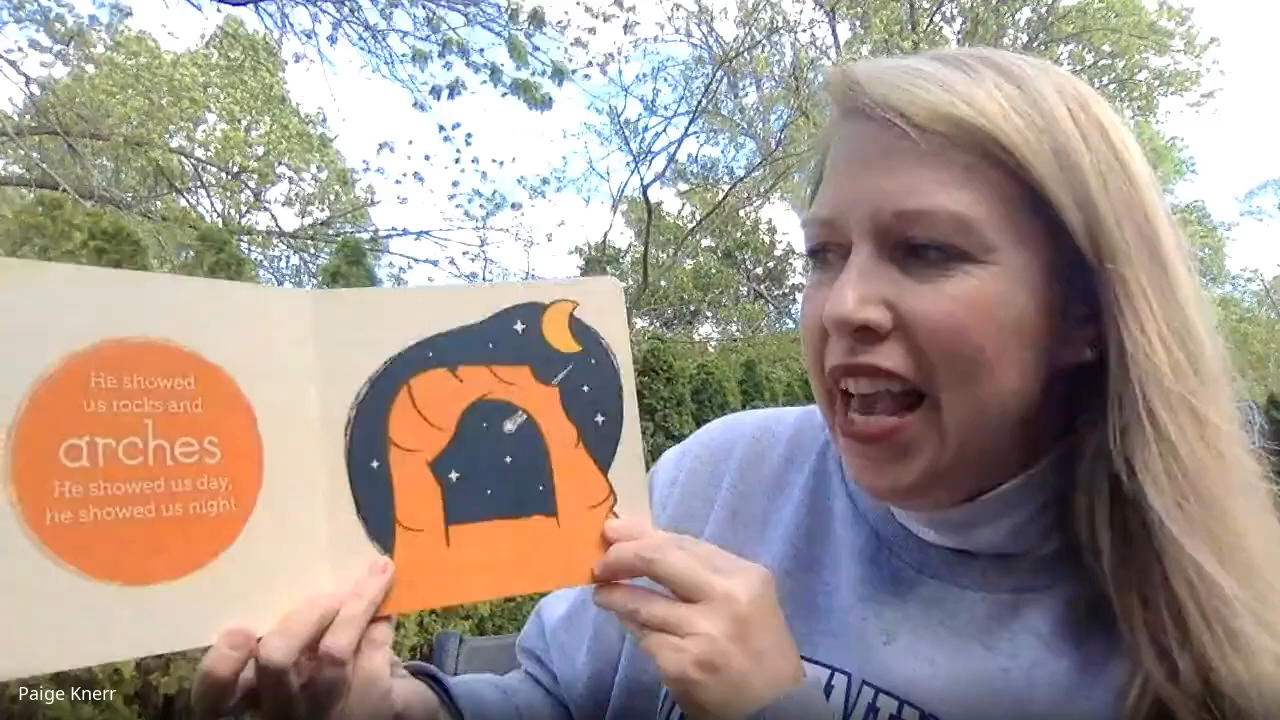 He showed
us rocks and
arches
He showed us day,
he showed us night
Paige Knerr